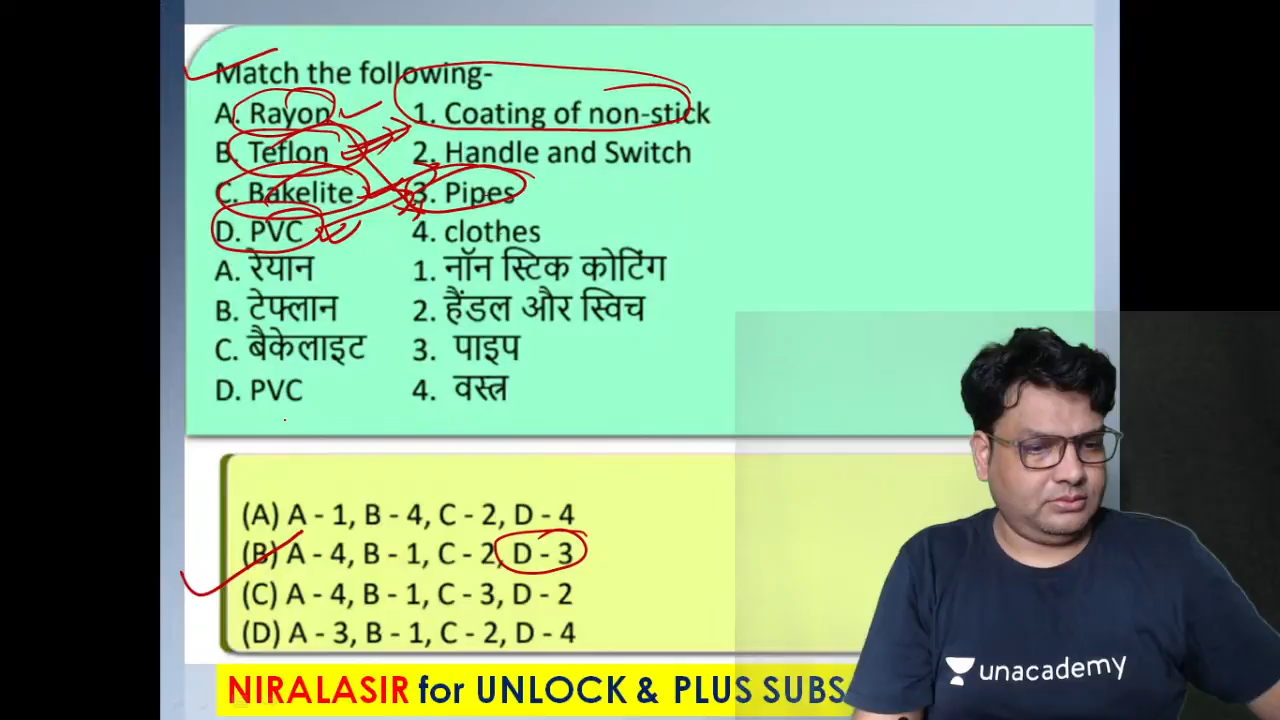 Match the following-
A. Rayon 1. Coating of non-stick
B. Teflon 2. Handle and Switch
C. Bakelite 3. Pipes
D. PVC 4. clothes
A. रेयान 1. नॉन स्टिक कोटिंग
B. टेफ्लान 2. हैंडल और स्विच
C. बैकेलाइट 3. पाइप
D. PVC 4. वस्त्र
(A) A - 1, B - 4, C - 2, D - 4
(B) A - 4, B - 1, C - 2, D - 3
(C) A - 4, B - 1, C - 3, D - 2
(D) A - 3, B - 1, C - 2, D - 4
unacademy
NIRALASIR for UNLOCK & PLUS SUBS